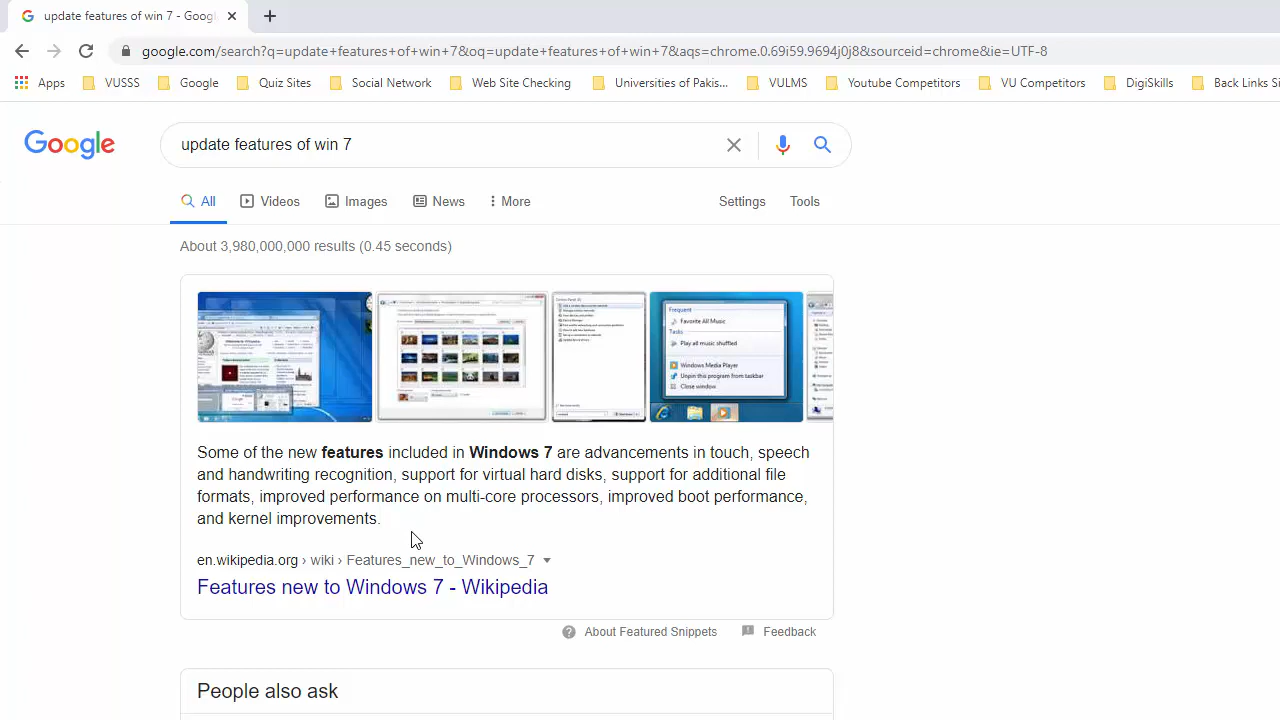 update features of win 7 - Googl
google.com/search?q=update+features+of+win+7&oq=update+features+of+win+7&aqs=chrome.0.69i59.9694j0j8&sourceid=chrome&ie=UTF-8
Apps VUSSS Google Quiz Sites Social Network Web Site Checking Universities of Pakis... VULMS Youtube Competitors VU Competitors DigiSkills Back Links Si
Google update features of win 7
All Videos Images News More Settings Tools
About 3,980,000,000 results (0.45 seconds)
Frequent
Favorite All Music
Tasks
Play all music shuffled
Windows Media Player
Unpin this program from taskbar
Close window
Some of the new features included in Windows 7 are advancements in touch, speech
and handwriting recognition, support for virtual hard disks, support for additional file
formats, improved performance on multi-core processors, improved boot performance,
and kernel improvements.
en.wikipedia.org › wiki › Features_new_to_Windows_7
Features new to Windows 7 - Wikipedia
About Featured Snippets Feedback
People also ask